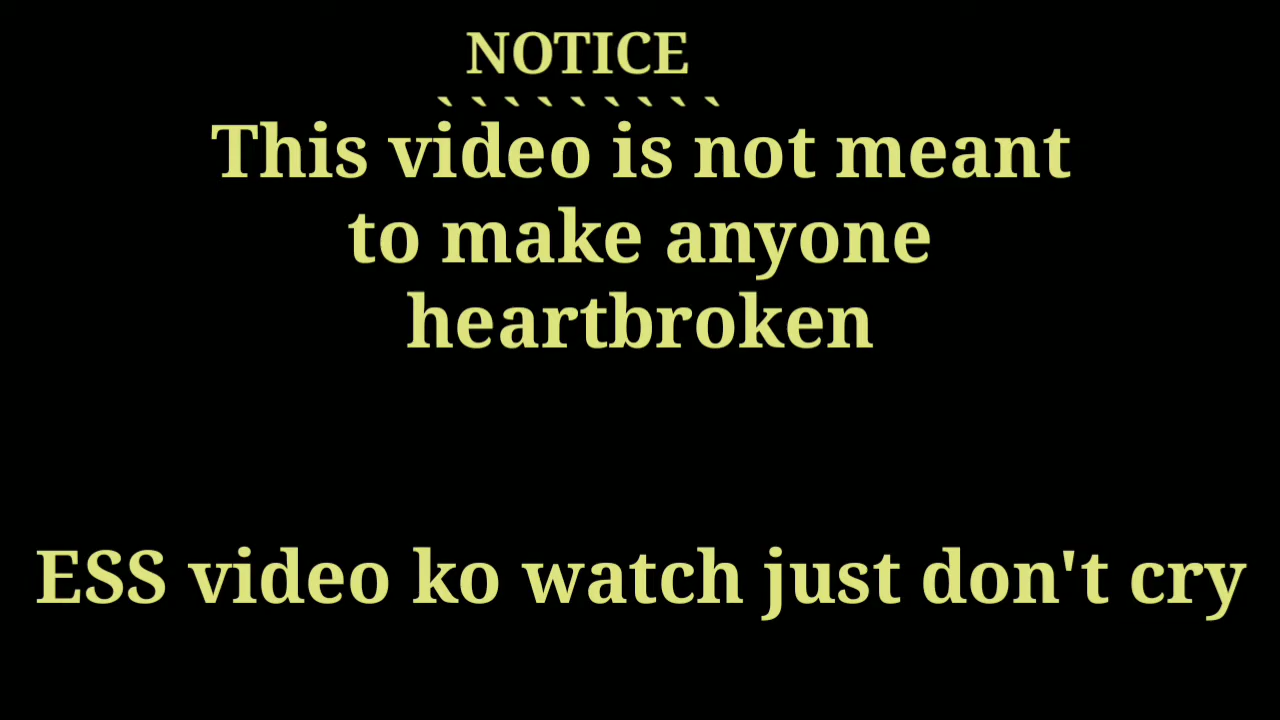 NOTICE
` ` ` ` ` ` ` ` `
This video is not meant
to make anyone
heartbroken
ESS video ko watch just don't cry